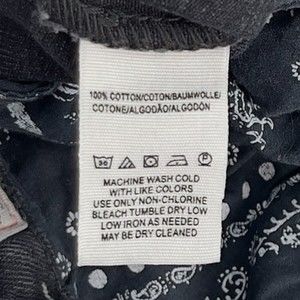 100% COTTON/COTON/BAUMWOLLE/
COTONE/ALGODÃO/ALGODÓN
30
P
MACHINE WASH COLD
WITH LIKE COLORS
USE ONLY NON-CHLORINE
BLEACH TUMBLE DRY LOW
LOW IRON AS NEEDED
MAY BE DRY CLEANED